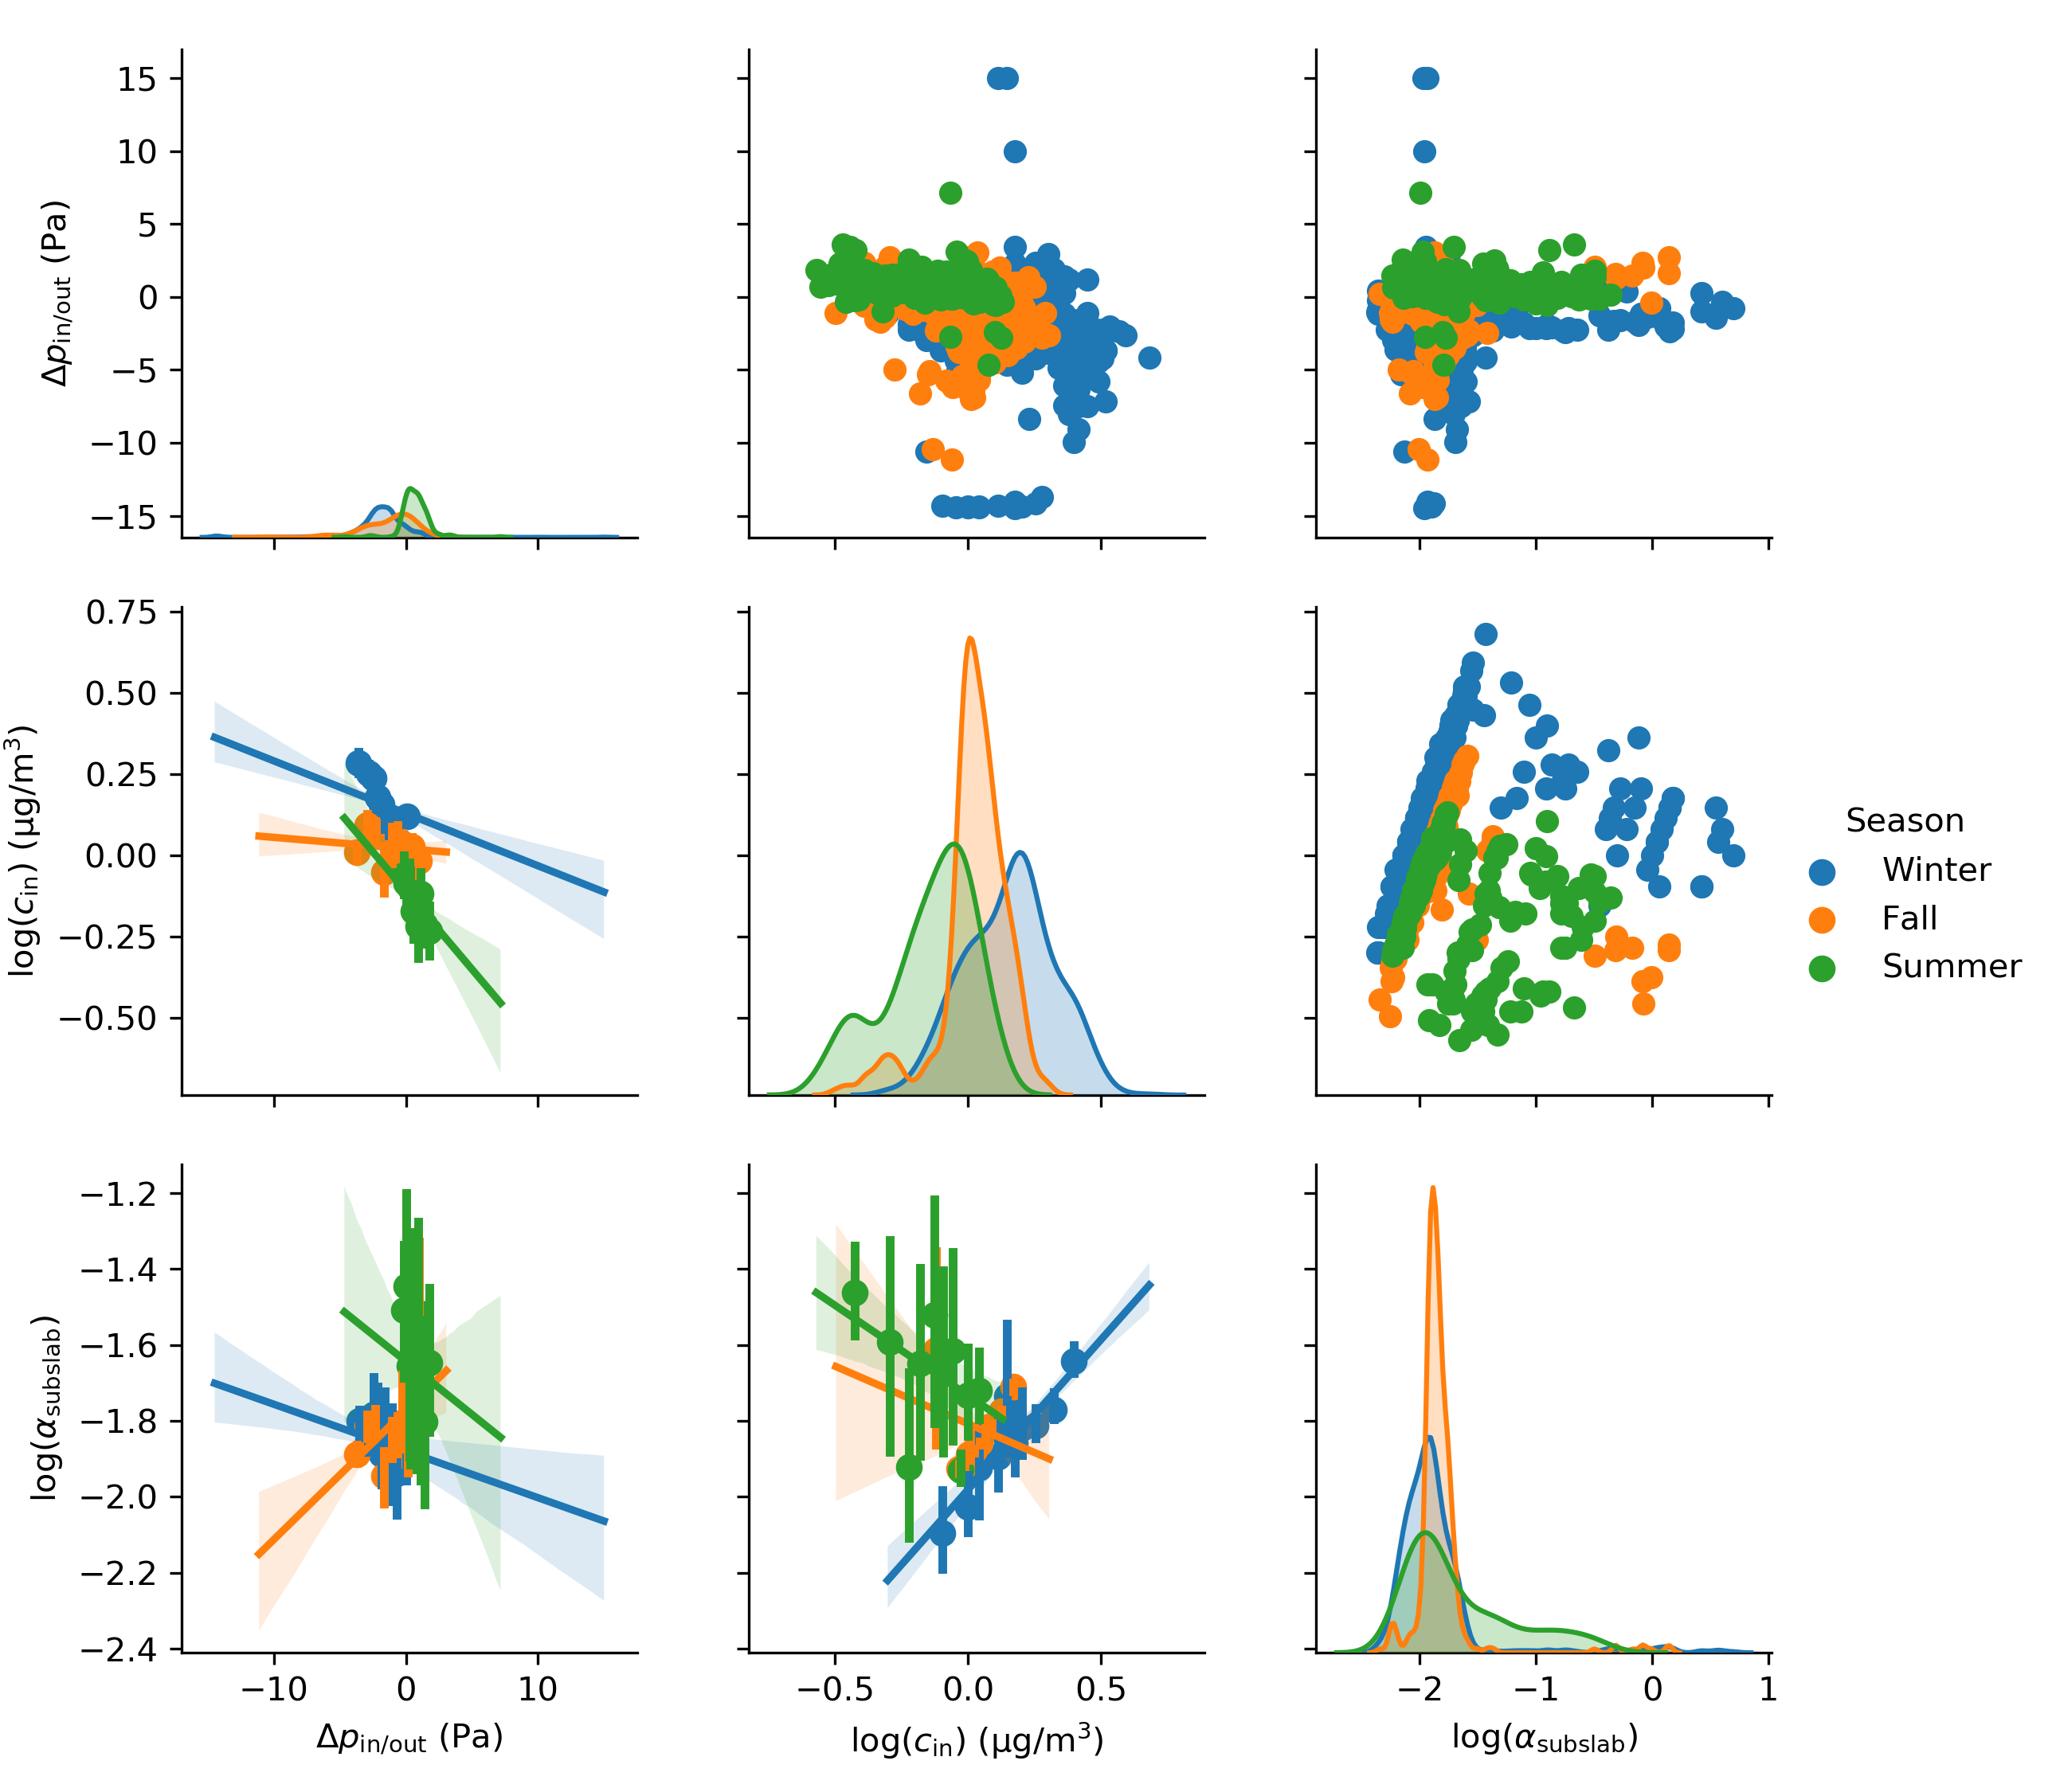 15
10
5
0
−5
−10
−15
Δp_in/out (Pa)
0.75
0.50
0.25
0.00
−0.25
−0.50
log(c_in) (μg/m³)
Season
Winter
Fall
Summer
−1.2
−1.4
−1.6
−1.8
−2.0
−2.2
−2.4
log(α_subslab)
−10 0 10
−0.5 0.0 0.5
−2 −1 0 1
Δp_in/out (Pa)
log(c_in) (μg/m³)
log(α_subslab)